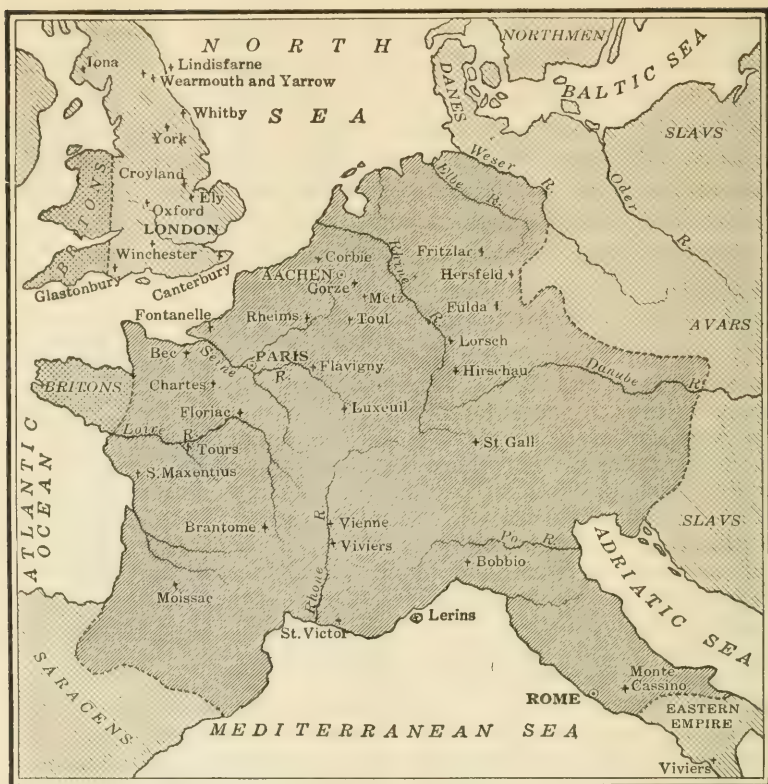 NORTH
SEA
NORTHMEN
BALTIC SEA
DANES
SLAVS
Iona
Lindisfarne
Wearmouth and Yarrow
Whitby
York
Croyland
Ely
Oxford
LONDON
BRITONS
Winchester
Glastonbury
Canterbury
Weser R.
Elbe R.
Oder R.
Corbie
AACHEN
Gorze
Metz
Rhine R.
Fritzlar
Hersfeld
Fulda
AVARS
Fontanelle
Rheims
Toul
Lorsch
Bec
Seine R.
PARIS
Flavigny
Hirschau
Danube R.
BRITONS
Chartes
Floriac
Luxeuil
Loire R.
Tours
St. Gall
S. Maxentius
ATLANTIC
OCEAN
SLAVS
Brantome
Vienne
Viviers
Po R.
Bobbio
ADRIATIC SEA
Moissac
Rhone R
St. Victor
Lerins
SARACENS
Monte
Cassino
ROME
EASTERN
EMPIRE
MEDITERRANEAN SEA
Viviers